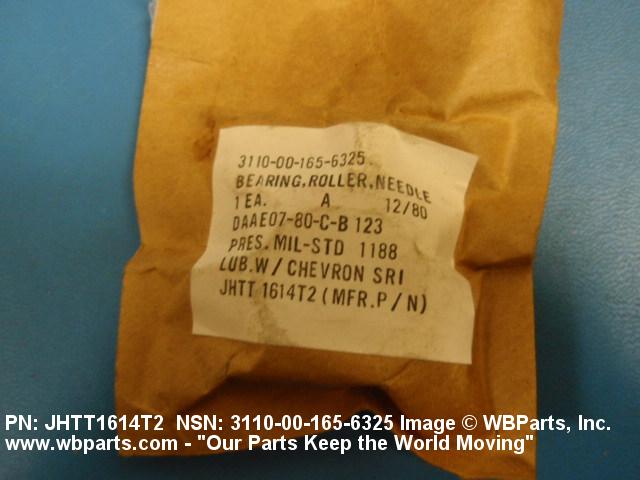 3110-00-165-6325
BEARING, ROLLER, NEEDLE
1 EA. A 12/80
DAAE07-80-C-B 123
PRES. MIL-STD 1188
LUB. W/ CHEVRON SRI
JHTT 1614T2 (MFR. P/N)
PN: JHTT1614T2 NSN: 3110-00-165-6325 Image © WBParts, Inc.
www.wbparts.com - "Our Parts Keep the World Moving"